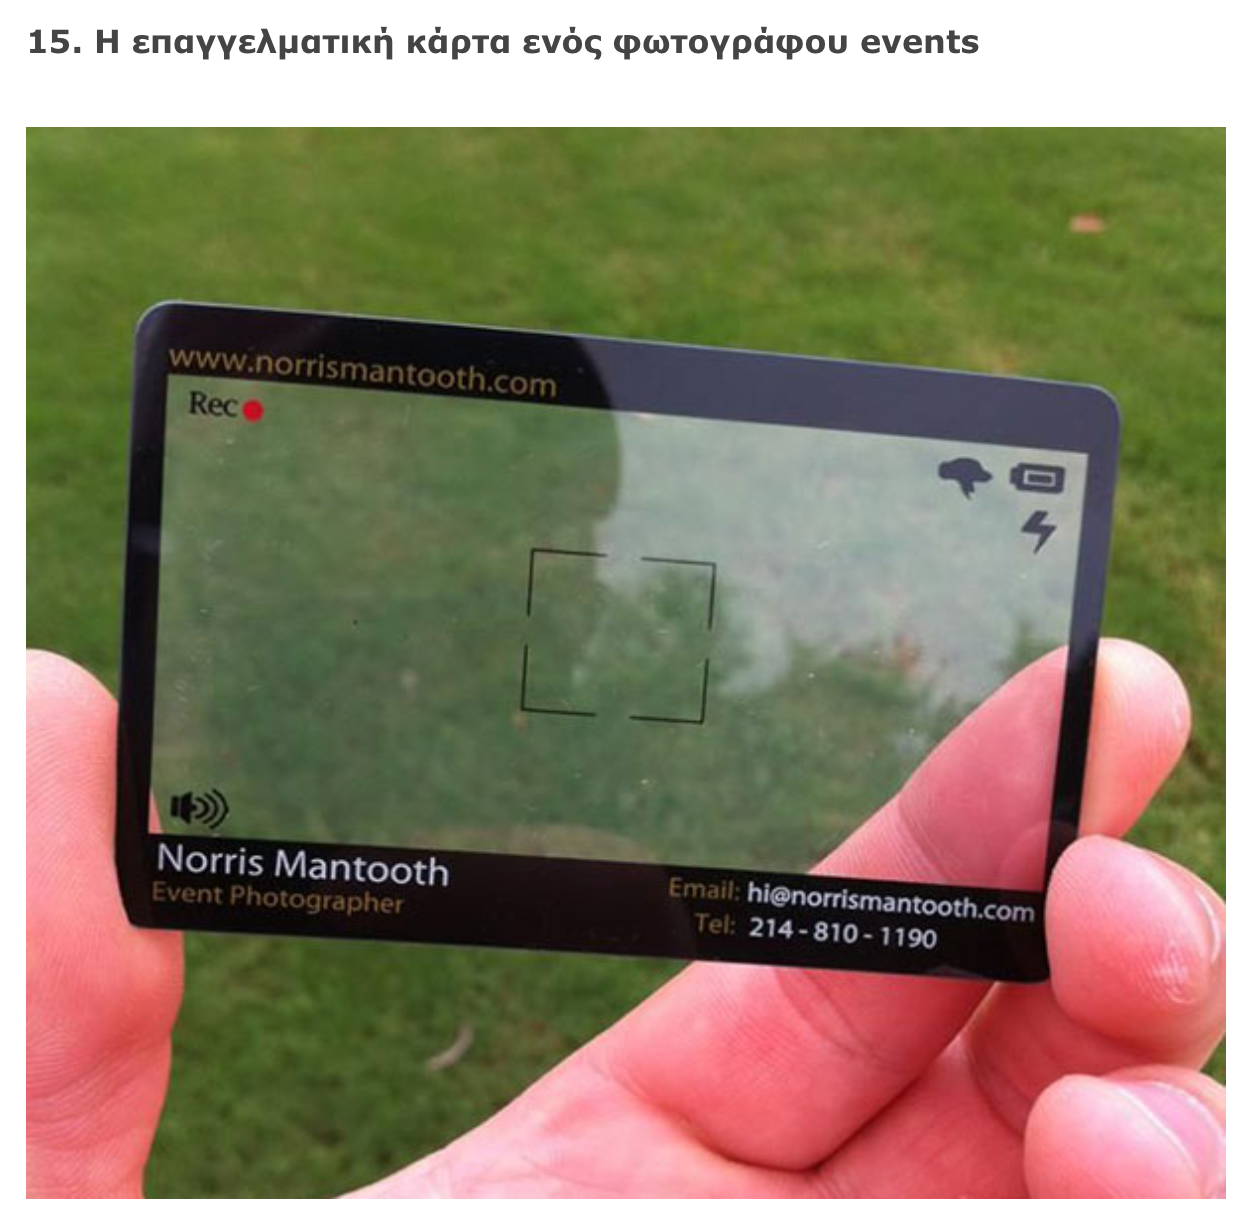 15. Η επαγγελματική κάρτα ενός φωτογράφου events
www.norrismantooth.com
Rec
Norris Mantooth
Event Photographer
Email: hi@norrismantooth.com
Tel: 214 - 810 - 1190